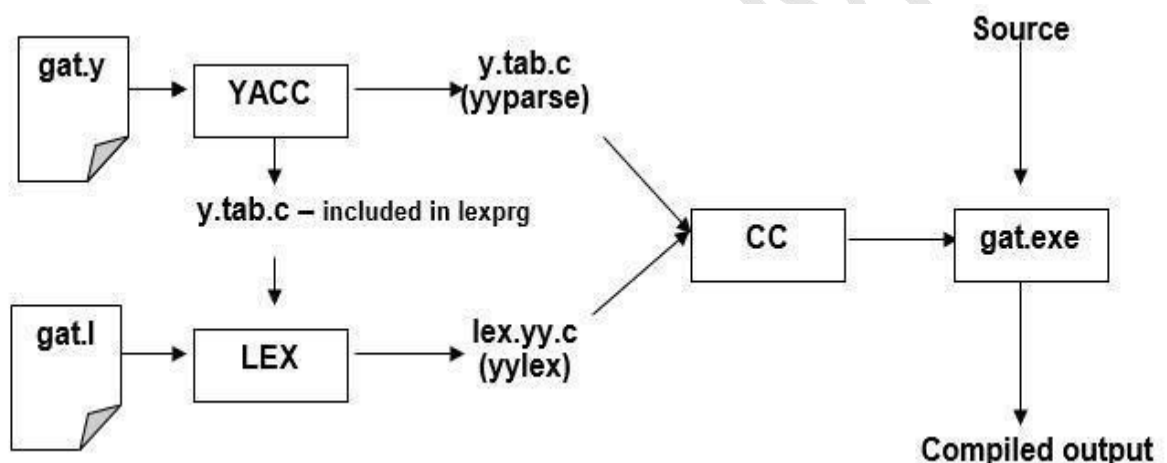 Source
gat.y
YACC
y.tab.c
(yyparse)
y.tab.c – included in lexprg
CC
gat.exe
gat.l
LEX
lex.yy.c
(yylex)
Compiled output